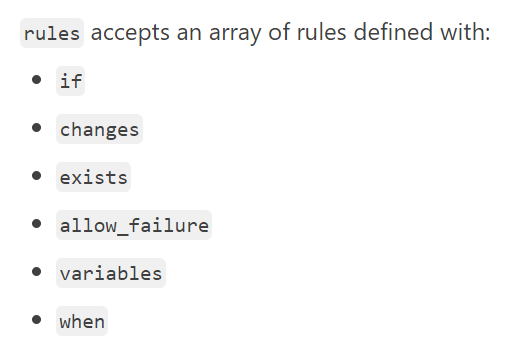 rules accepts an array of rules defined with:
• if
• changes
• exists
• allow_failure
• variables
• when